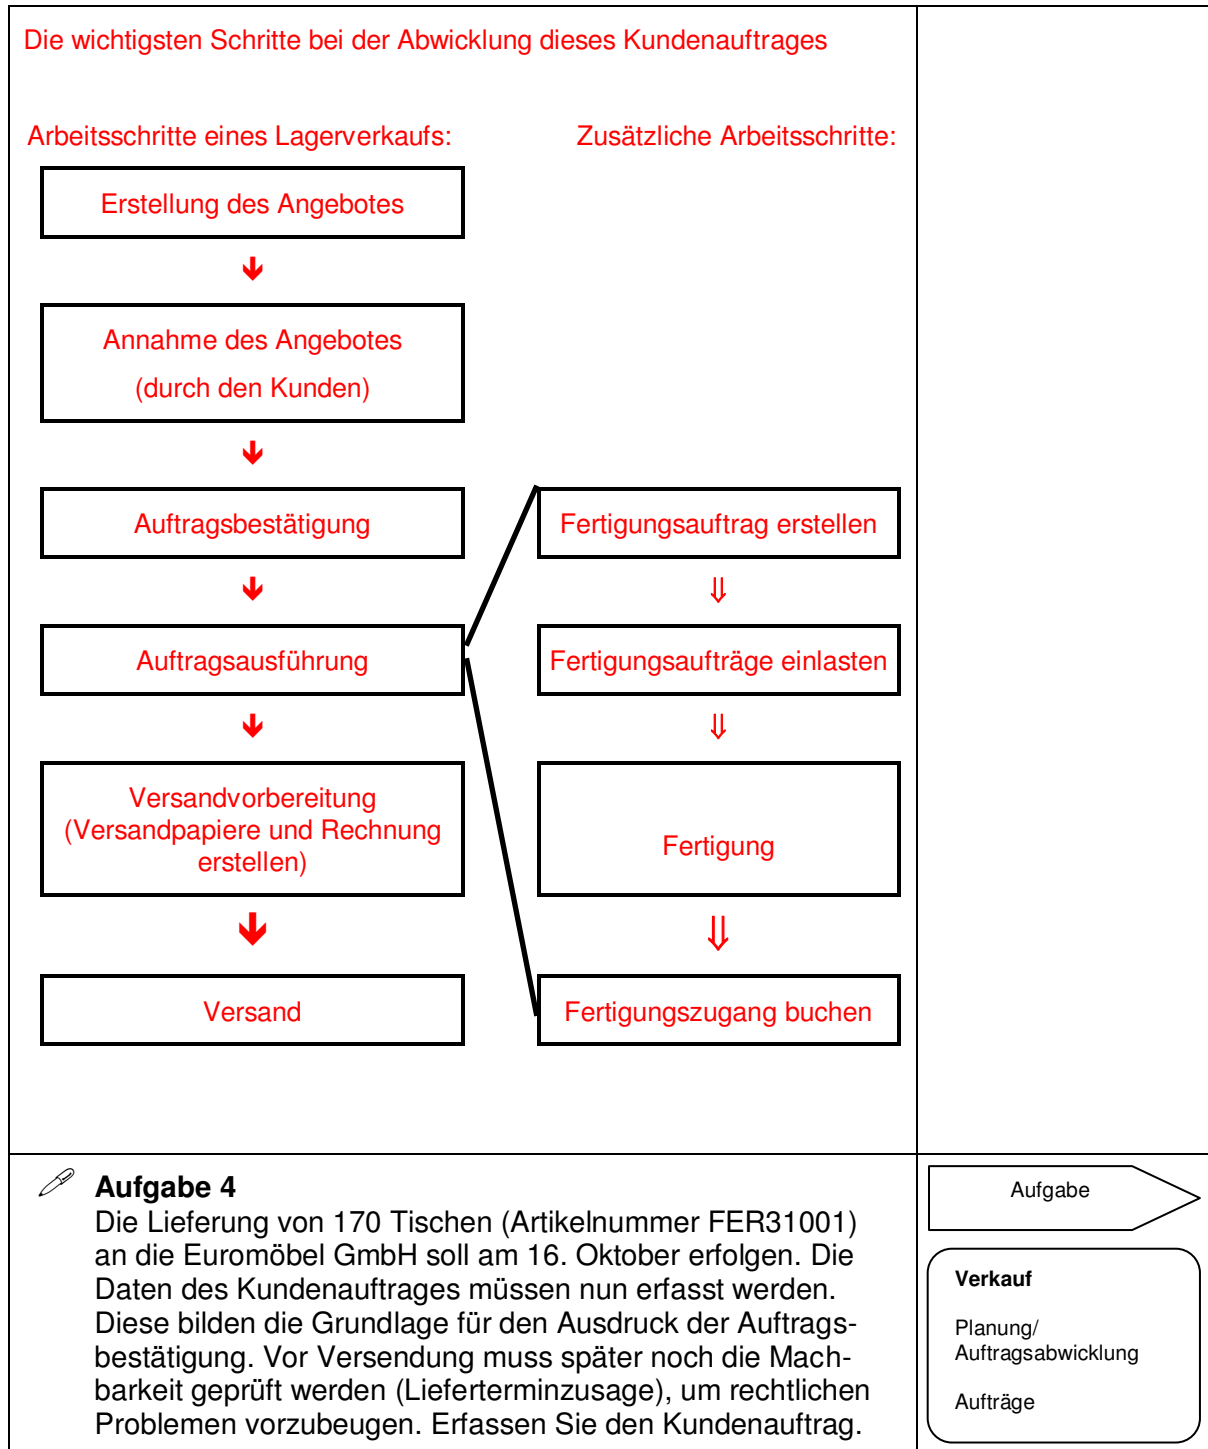 Die wichtigsten Schritte bei der Abwicklung dieses Kundenauftrages
Arbeitsschritte eines Lagerverkaufs:
Zusätzliche Arbeitsschritte:
Erstellung des Angebotes
Annahme des Angebotes
(durch den Kunden)
Auftragsbestätigung
Fertigungsauftrag erstellen
Auftragsausführung
Fertigungsaufträge einlasten
Versandvorbereitung
(Versandpapiere und Rechnung
erstellen)
Fertigung
Versand
Fertigungszugang buchen
Aufgabe 4
Die Lieferung von 170 Tischen (Artikelnummer FER31001)
an die Euromöbel GmbH soll am 16. Oktober erfolgen. Die
Daten des Kundenauftrages müssen nun erfasst werden.
Diese bilden die Grundlage für den Ausdruck der Auftrags-
bestätigung. Vor Versendung muss später noch die Mach-
barkeit geprüft werden (Lieferterminzusage), um rechtlichen
Problemen vorzubeugen. Erfassen Sie den Kundenauftrag.
Aufgabe
Verkauf
Planung/
Auftragsabwicklung
Aufträge